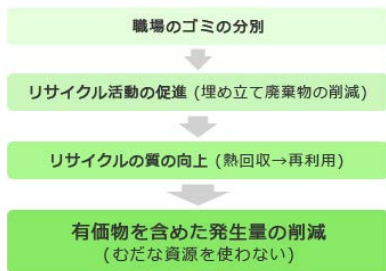 職場のゴミの分別
リサイクル活動の促進 (埋め立て廃棄物の削減)
リサイクルの質の向上 (熱回収→再利用)
有価物を含めた発生量の削減
(むだな資源を使わない)